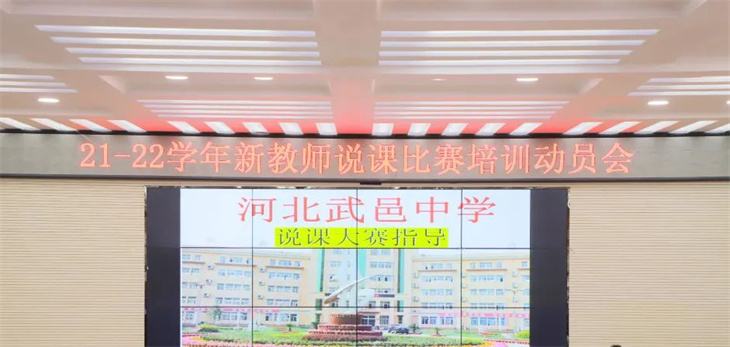 21-22学年新教师说课比赛培训动员会
河北武邑中学
说课大赛指导